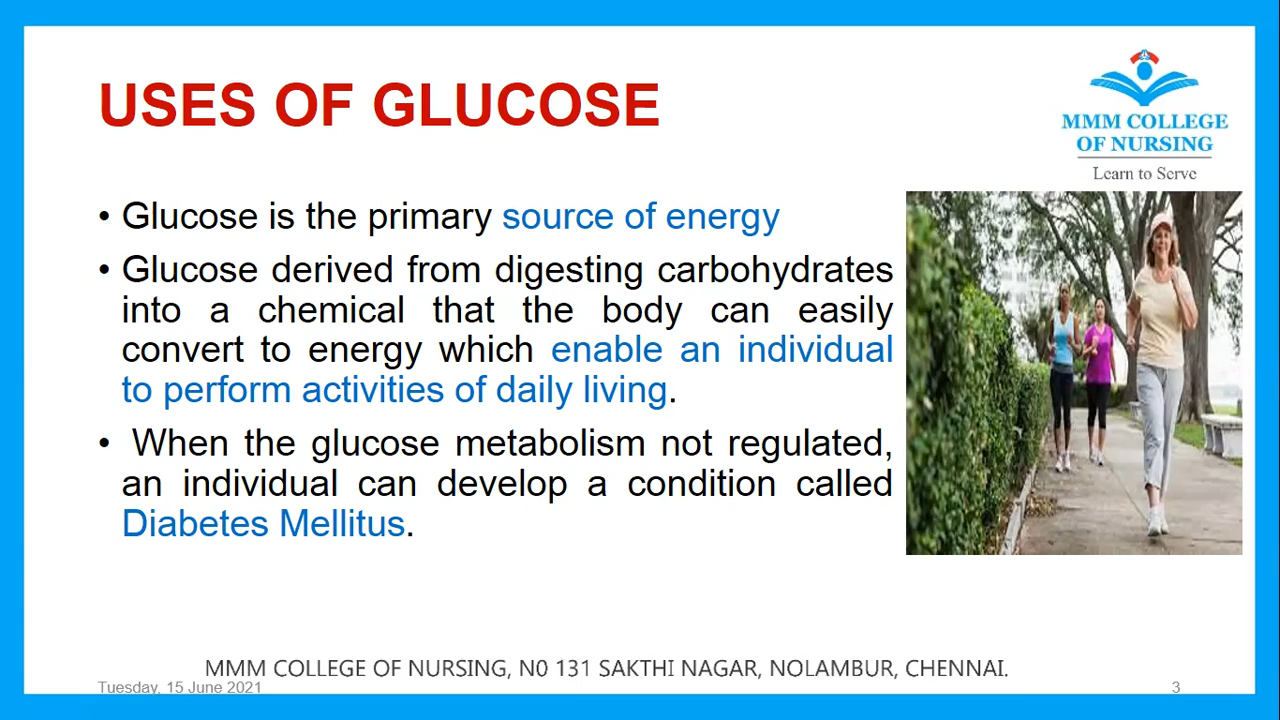 USES OF GLUCOSE
MMM COLLEGE
OF NURSING
Learn to Serve
• Glucose is the primary source of energy
• Glucose derived from digesting carbohydrates
into a chemical that the body can easily
convert to energy which enable an individual
to perform activities of daily living.
• When the glucose metabolism not regulated,
an individual can develop a condition called
Diabetes Mellitus.
MMM COLLEGE OF NURSING, N0 131 SAKTHI NAGAR, NOLAMBUR, CHENNAI.
Tuesday, 15 June 2021
3